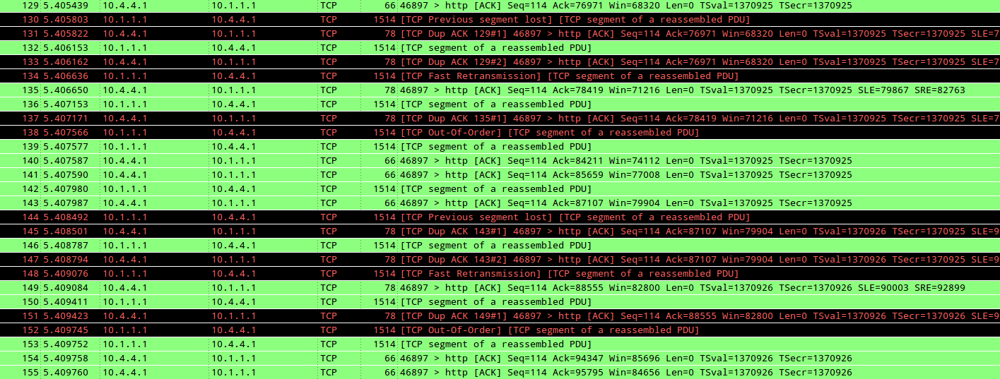 129 5.405439 10.4.4.1 10.1.1.1 TCP 66 46897 > http [ACK] Seq=114 Ack=76971 Win=68320 Len=0 TSval=1370925 TSecr=1370925
130 5.405803 10.1.1.1 10.4.4.1 TCP 1514 [TCP Previous segment lost] [TCP segment of a reassembled PDU]
131 5.405822 10.4.4.1 10.1.1.1 TCP 78 [TCP Dup ACK 129#1] 46897 > http [ACK] Seq=114 Ack=76971 Win=68320 Len=0 TSval=1370925 TSecr=1370925 SLE=7
132 5.406153 10.1.1.1 10.4.4.1 TCP 1514 [TCP segment of a reassembled PDU]
133 5.406162 10.4.4.1 10.1.1.1 TCP 78 [TCP Dup ACK 129#2] 46897 > http [ACK] Seq=114 Ack=76971 Win=68320 Len=0 TSval=1370925 TSecr=1370925 SLE=7
134 5.406636 10.1.1.1 10.4.4.1 TCP 1514 [TCP Fast Retransmission] [TCP segment of a reassembled PDU]
135 5.406650 10.4.4.1 10.1.1.1 TCP 78 46897 > http [ACK] Seq=114 Ack=78419 Win=71216 Len=0 TSval=1370925 TSecr=1370925 SLE=79867 SRE=82763
136 5.407153 10.1.1.1 10.4.4.1 TCP 1514 [TCP segment of a reassembled PDU]
137 5.407171 10.4.4.1 10.1.1.1 TCP 78 [TCP Dup ACK 135#1] 46897 > http [ACK] Seq=114 Ack=78419 Win=71216 Len=0 TSval=1370925 TSecr=1370925 SLE=7
138 5.407566 10.1.1.1 10.4.4.1 TCP 1514 [TCP Out-Of-Order] [TCP segment of a reassembled PDU]
139 5.407577 10.1.1.1 10.4.4.1 TCP 1514 [TCP segment of a reassembled PDU]
140 5.407587 10.4.4.1 10.1.1.1 TCP 66 46897 > http [ACK] Seq=114 Ack=84211 Win=74112 Len=0 TSval=1370925 TSecr=1370925
141 5.407590 10.4.4.1 10.1.1.1 TCP 66 46897 > http [ACK] Seq=114 Ack=85659 Win=77008 Len=0 TSval=1370925 TSecr=1370925
142 5.407980 10.1.1.1 10.4.4.1 TCP 1514 [TCP segment of a reassembled PDU]
143 5.407987 10.4.4.1 10.1.1.1 TCP 66 46897 > http [ACK] Seq=114 Ack=87107 Win=79904 Len=0 TSval=1370925 TSecr=1370925
144 5.408492 10.1.1.1 10.4.4.1 TCP 1514 [TCP Previous segment lost] [TCP segment of a reassembled PDU]
145 5.408501 10.4.4.1 10.1.1.1 TCP 78 [TCP Dup ACK 143#1] 46897 > http [ACK] Seq=114 Ack=87107 Win=79904 Len=0 TSval=1370926 TSecr=1370925 SLE=9
146 5.408787 10.1.1.1 10.4.4.1 TCP 1514 [TCP segment of a reassembled PDU]
147 5.408794 10.4.4.1 10.1.1.1 TCP 78 [TCP Dup ACK 143#2] 46897 > http [ACK] Seq=114 Ack=87107 Win=79904 Len=0 TSval=1370926 TSecr=1370925 SLE=9
148 5.409076 10.1.1.1 10.4.4.1 TCP 1514 [TCP Fast Retransmission] [TCP segment of a reassembled PDU]
149 5.409084 10.4.4.1 10.1.1.1 TCP 78 46897 > http [ACK] Seq=114 Ack=88555 Win=82800 Len=0 TSval=1370926 TSecr=1370926 SLE=90003 SRE=92899
150 5.409411 10.1.1.1 10.4.4.1 TCP 1514 [TCP segment of a reassembled PDU]
151 5.409423 10.4.4.1 10.1.1.1 TCP 78 [TCP Dup ACK 149#1] 46897 > http [ACK] Seq=114 Ack=88555 Win=82800 Len=0 TSval=1370926 TSecr=1370926 SLE=9
152 5.409745 10.1.1.1 10.4.4.1 TCP 1514 [TCP Out-Of-Order] [TCP segment of a reassembled PDU]
153 5.409752 10.1.1.1 10.4.4.1 TCP 1514 [TCP segment of a reassembled PDU]
154 5.409758 10.4.4.1 10.1.1.1 TCP 66 46897 > http [ACK] Seq=114 Ack=94347 Win=85696 Len=0 TSval=1370926 TSecr=1370926
155 5.409760 10.4.4.1 10.1.1.1 TCP 66 46897 > http [ACK] Seq=114 Ack=95795 Win=84656 Len=0 TSval=1370926 TSecr=1370926